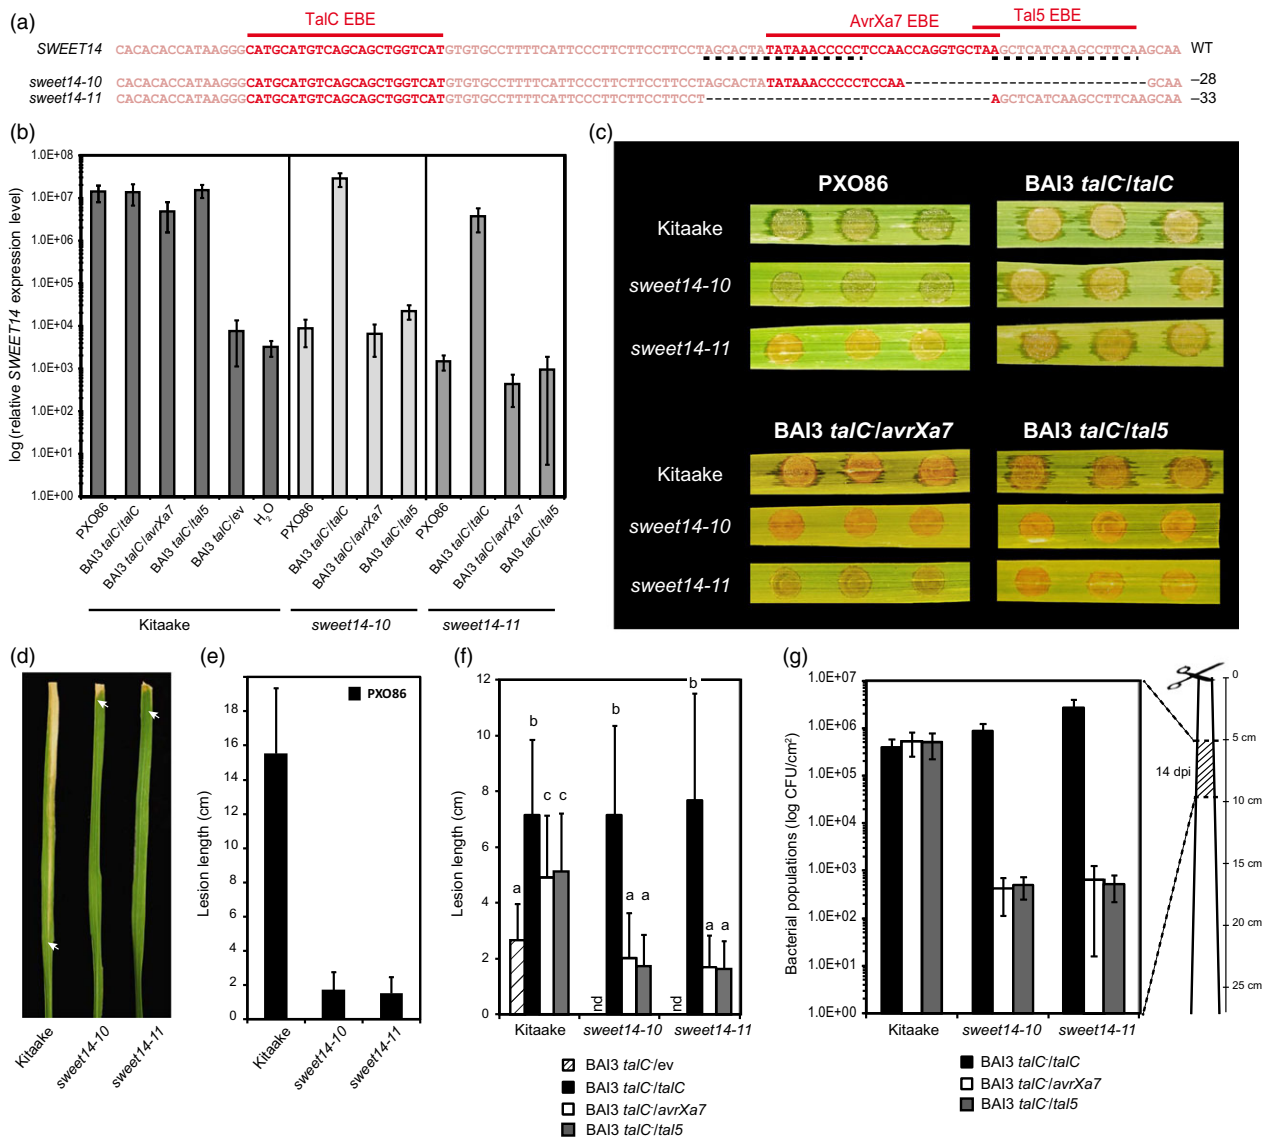 (a)
TalC EBE
AvrXa7 EBE
Tal5 EBE
SWEET14 CACACACCATAAGGGCATGCATGTCAGCAGCTGGTCATGTGTGCCTTTTCATTCCCTTCTTCCTTCCTAGCACTATATAAACCCCCTCCAACCAGGTGCTAAGCTCATCAAGCCTTCAAGCAA WT
sweet14-10 CACACACCATAAGGGCATGCATGTCAGCAGCTGGTCATGTGTGCCTTTTCATTCCCTTCTTCCTTCCTAGCACTATATAAACCCCCTCCAA----------------------------GCAA –28
sweet14-11 CACACACCATAAGGGCATGCATGTCAGCAGCTGGTCATGTGTGCCTTTTCATTCCCTTCTTCCTTCCT---------------------------------AGCTCATCAAGCCTTCAAGCAA –33
(b)
log (relative SWEET14 expression level)
1.0E+08
1.0E+07
1.0E+06
1.0E+05
1.0E+04
1.0E+03
1.0E+02
1.0E+01
1.0E+00
PXO86
BAI3 talC-/talC
BAI3 talC-/avrXa7
BAI3 talC-/tal5
BAI3 talC-/ev
H2O
PXO86
BAI3 talC-/talC
BAI3 talC-/avrXa7
BAI3 talC-/tal5
PXO86
BAI3 talC-/talC
BAI3 talC-/avrXa7
BAI3 talC-/tal5
Kitaake
sweet14-10
sweet14-11
(c)
PXO86
BAI3 talC-/talC
Kitaake
sweet14-10
sweet14-11
BAI3 talC-/avrXa7
BAI3 talC-/tal5
Kitaake
sweet14-10
sweet14-11
(d)
Kitaake
sweet14-10
sweet14-11
(e)
PXO86
Lesion length (cm)
18
16
14
12
10
8
6
4
2
0
Kitaake
sweet14-10
sweet14-11
(f)
Lesion length (cm)
12
10
8
6
4
2
0
a
b
c
c
nd
b
a
a
nd
b
a
a
Kitaake
sweet14-10
sweet14-11
BAI3 talC-/ev
BAI3 talC-/talC
BAI3 talC-/avrXa7
BAI3 talC-/tal5
(g)
Bacterial populations (log CFU/cm2)
1.0E+07
1.0E+06
1.0E+05
1.0E+04
1.0E+03
1.0E+02
1.0E+01
1.0E+00
Kitaake
sweet14-10
sweet14-11
BAI3 talC-/talC
BAI3 talC-/avrXa7
BAI3 talC-/tal5
14 dpi
0
5 cm
10 cm
15 cm
20 cm
25 cm